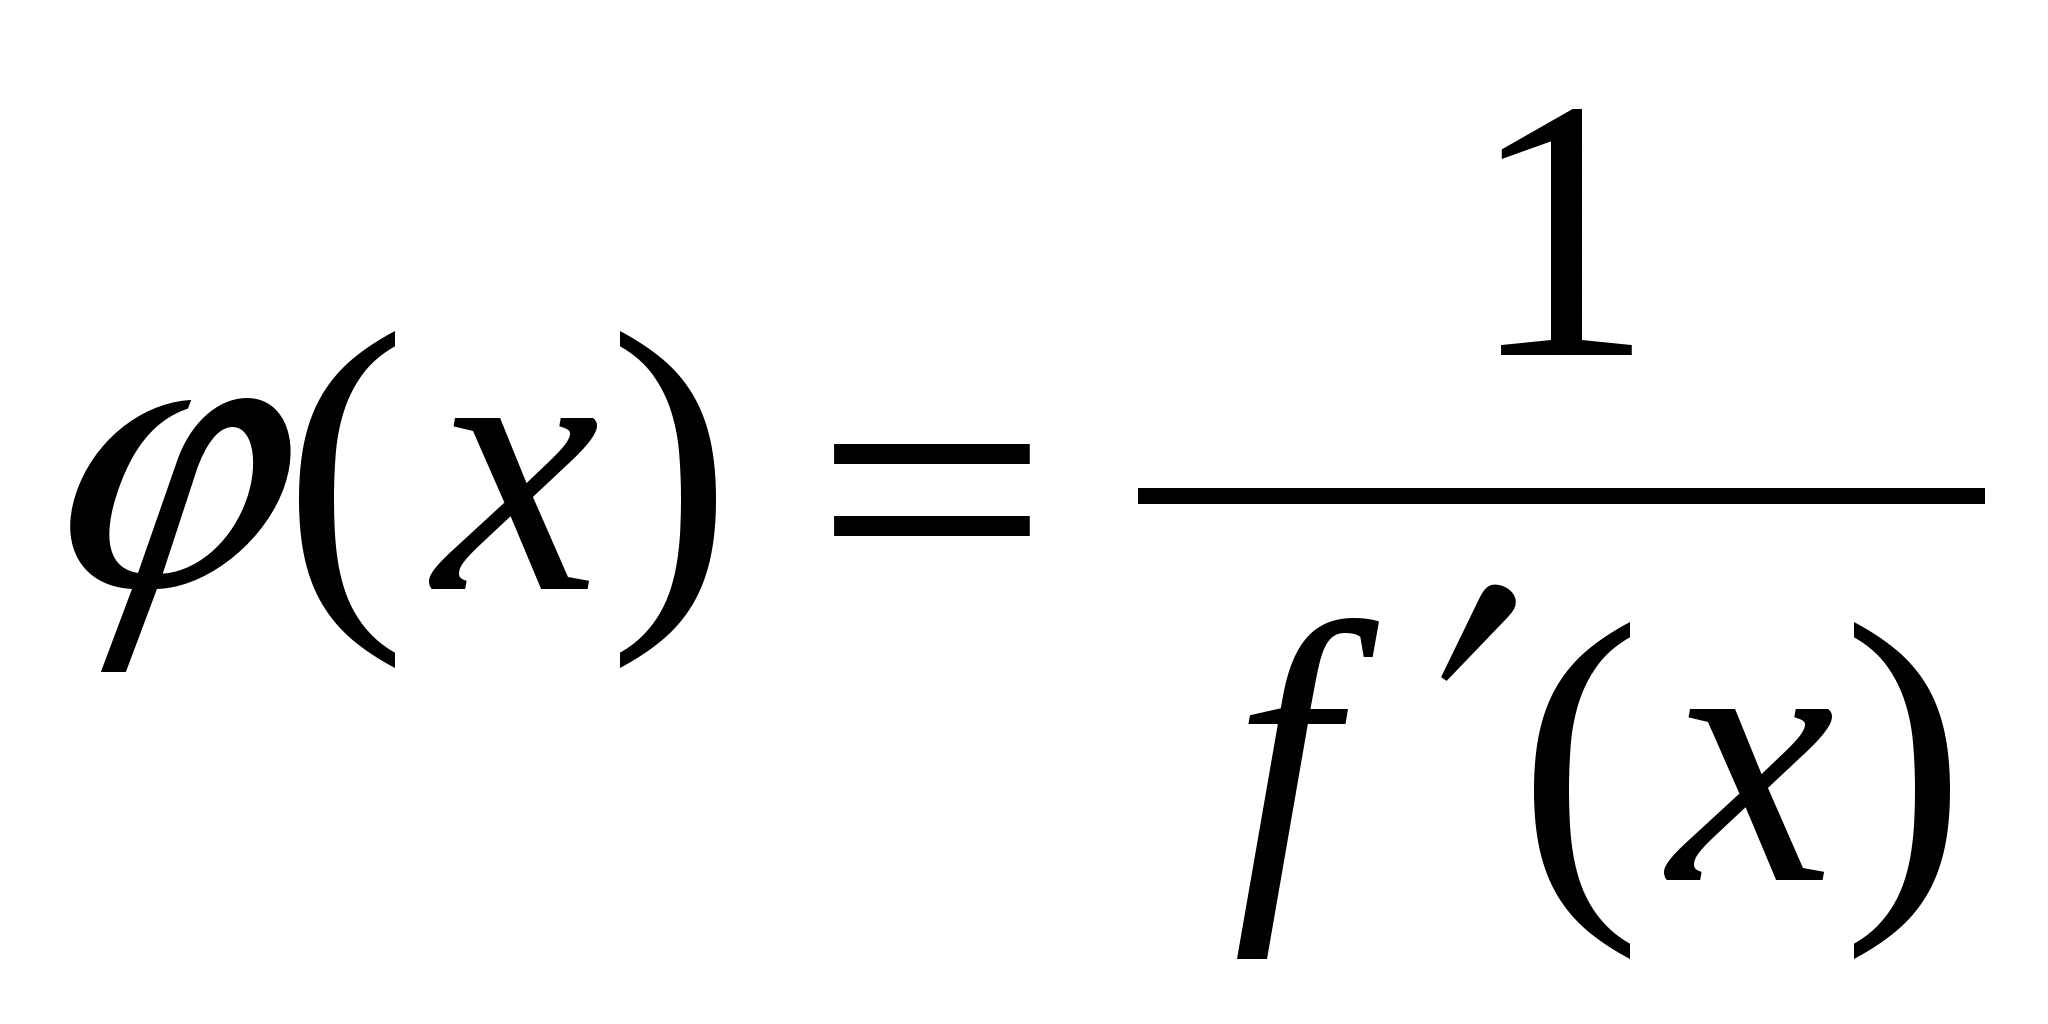 φ(x) = 1 / f′(x)